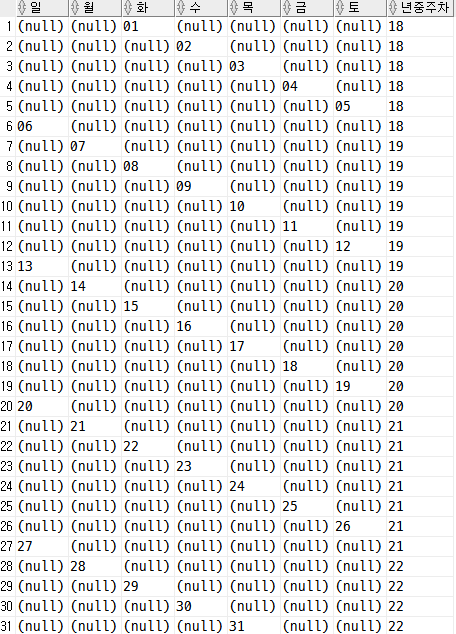 일 월 화 수 목 금 토 년중주차
1 (null) (null) 01 (null) (null) (null) (null) 18
2 (null) (null) (null) 02 (null) (null) (null) 18
3 (null) (null) (null) (null) 03 (null) (null) 18
4 (null) (null) (null) (null) (null) 04 (null) 18
5 (null) (null) (null) (null) (null) (null) 05 18
6 06 (null) (null) (null) (null) (null) (null) 18
7 (null) 07 (null) (null) (null) (null) (null) 19
8 (null) (null) 08 (null) (null) (null) (null) 19
9 (null) (null) (null) 09 (null) (null) (null) 19
10 (null) (null) (null) (null) 10 (null) (null) 19
11 (null) (null) (null) (null) (null) 11 (null) 19
12 (null) (null) (null) (null) (null) (null) 12 19
13 13 (null) (null) (null) (null) (null) (null) 19
14 (null) 14 (null) (null) (null) (null) (null) 20
15 (null) (null) 15 (null) (null) (null) (null) 20
16 (null) (null) (null) 16 (null) (null) (null) 20
17 (null) (null) (null) (null) 17 (null) (null) 20
18 (null) (null) (null) (null) (null) 18 (null) 20
19 (null) (null) (null) (null) (null) (null) 19 20
20 20 (null) (null) (null) (null) (null) (null) 20
21 (null) 21 (null) (null) (null) (null) (null) 21
22 (null) (null) 22 (null) (null) (null) (null) 21
23 (null) (null) (null) 23 (null) (null) (null) 21
24 (null) (null) (null) (null) 24 (null) (null) 21
25 (null) (null) (null) (null) (null) 25 (null) 21
26 (null) (null) (null) (null) (null) (null) 26 21
27 27 (null) (null) (null) (null) (null) (null) 21
28 (null) 28 (null) (null) (null) (null) (null) 22
29 (null) (null) 29 (null) (null) (null) (null) 22
30 (null) (null) (null) 30 (null) (null) (null) 22
31 (null) (null) (null) (null) 31 (null) (null) 22